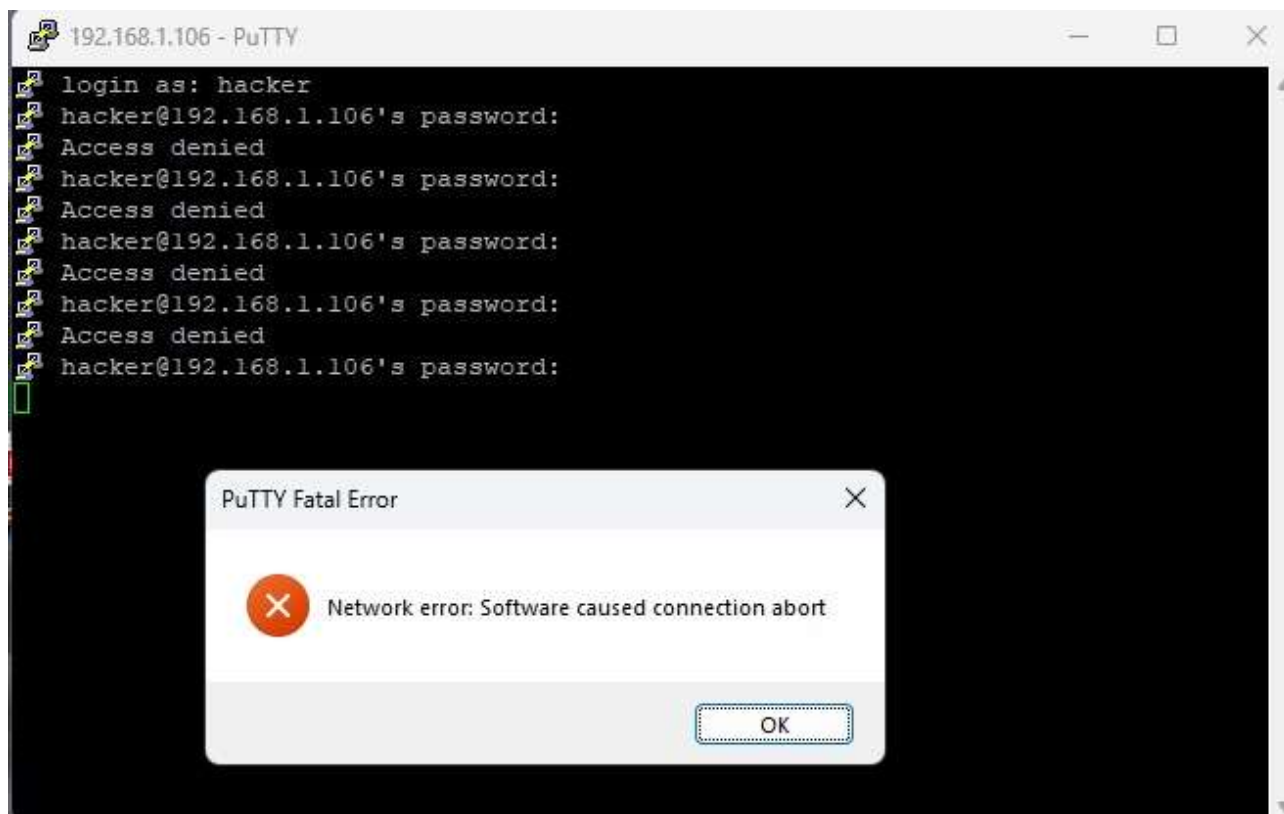 192.168.1.106 - PuTTY
login as: hacker
hacker@192.168.1.106's password:
Access denied
hacker@192.168.1.106's password:
Access denied
hacker@192.168.1.106's password:
Access denied
hacker@192.168.1.106's password:
Access denied
hacker@192.168.1.106's password:
PuTTY Fatal Error
Network error: Software caused connection abort
OK